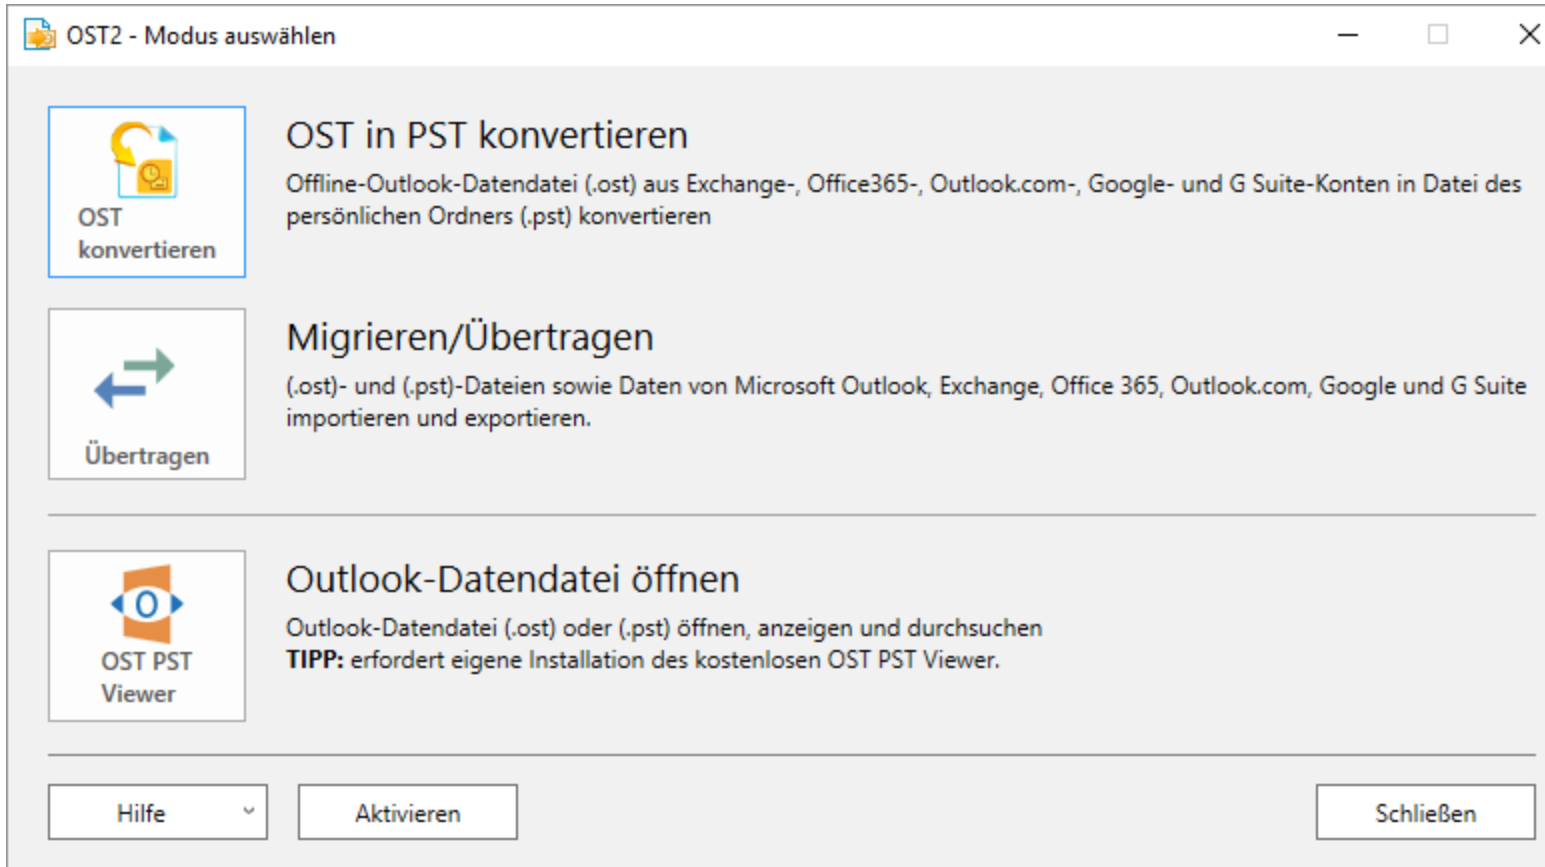 OST2 - Modus auswählen
OST
konvertieren
OST in PST konvertieren
Offline-Outlook-Datendatei (.ost) aus Exchange-, Office365-, Outlook.com-, Google- und G Suite-Konten in Datei des
persönlichen Ordners (.pst) konvertieren
Übertragen
Migrieren/Übertragen
(.ost)- und (.pst)-Dateien sowie Daten von Microsoft Outlook, Exchange, Office 365, Outlook.com, Google und G Suite
importieren und exportieren.
OST PST
Viewer
Outlook-Datendatei öffnen
Outlook-Datendatei (.ost) oder (.pst) öffnen, anzeigen und durchsuchen
TIPP: erfordert eigene Installation des kostenlosen OST PST Viewer.
Hilfe
Aktivieren
Schließen